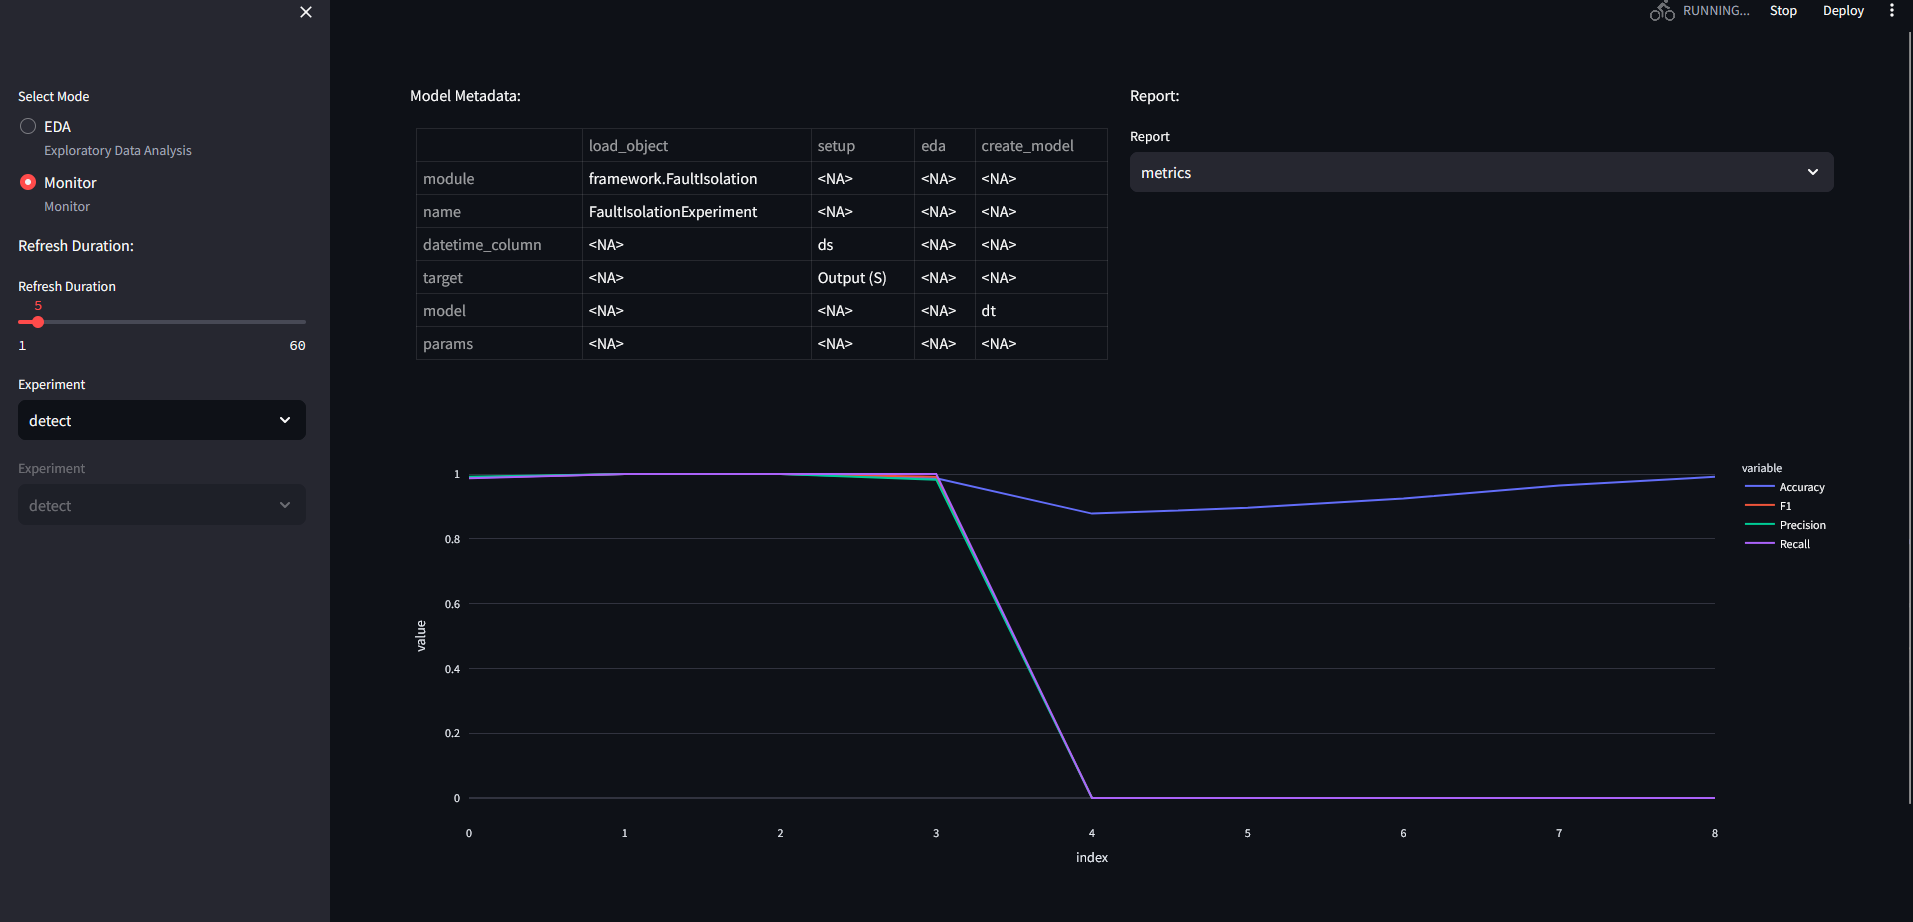 RUNNING... Stop Deploy
Select Mode
EDA
Exploratory Data Analysis
Monitor
Monitor
Refresh Duration:
Refresh Duration
5
1 60
Experiment
detect
Experiment
detect
Model Metadata:
load_object setup eda create_model
module framework.FaultIsolation <NA> <NA> <NA>
name FaultIsolationExperiment <NA> <NA> <NA>
datetime_column <NA> ds <NA> <NA>
target <NA> Output (S) <NA> <NA>
model <NA> <NA> <NA> dt
params <NA> <NA> <NA> <NA>
Report:
Report
metrics
1
0.8
0.6
0.4
0.2
0
value
0 1 2 3 4 5 6 7 8
index
variable
Accuracy
F1
Precision
Recall